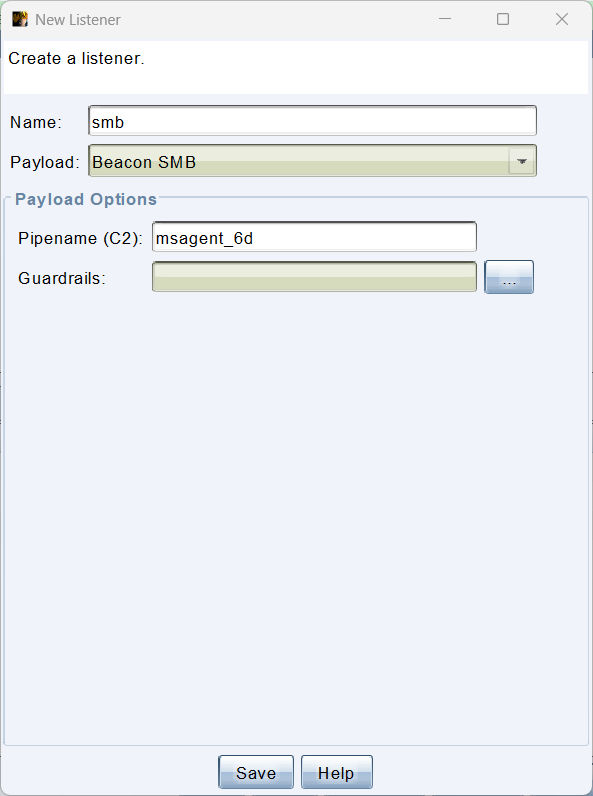 New Listener
Create a listener.
Name: smb
Payload: Beacon SMB
Payload Options
Pipename (C2): msagent_6d
Guardrails: ...
Save Help